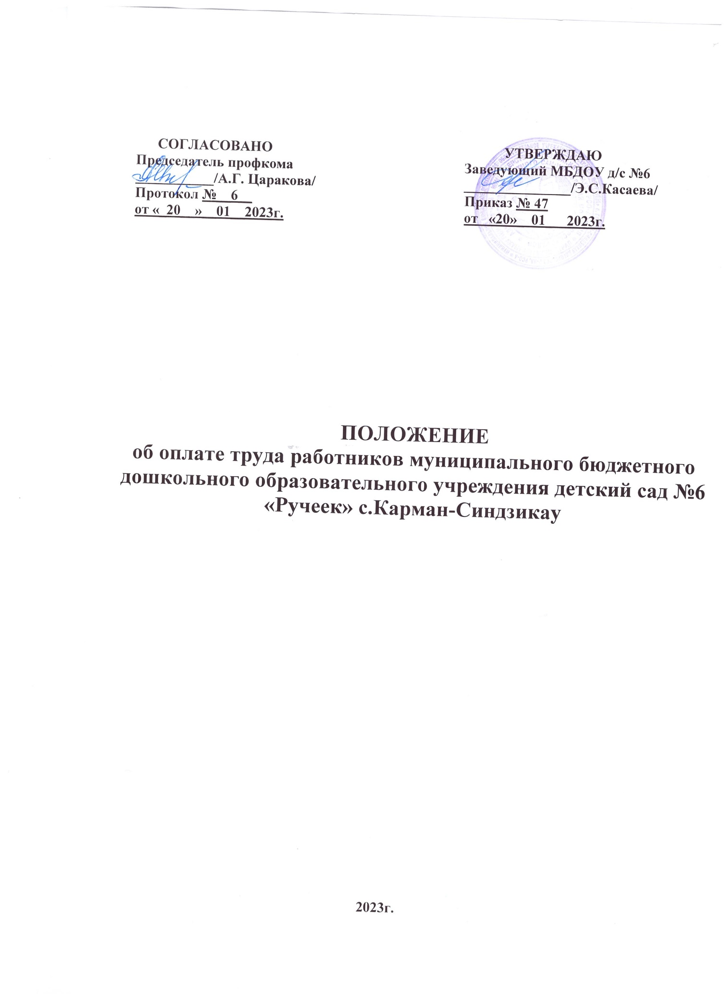 СОГЛАСОВАНО
Председатель профкома
___________/А.Г. Царакова/
Протокол № 6
от « 20 » 01 2023г.
УТВЕРЖДАЮ
Заведующий МБДОУ д/с №6
_______________/Э.С.Касаева/
Приказ № 47
от «20» 01 2023г.
ПОЛОЖЕНИЕ
об оплате труда работников муниципального бюджетного
дошкольного образовательного учреждения детский сад №6
«Ручеек» с.Карман-Синдзикау
2023г.